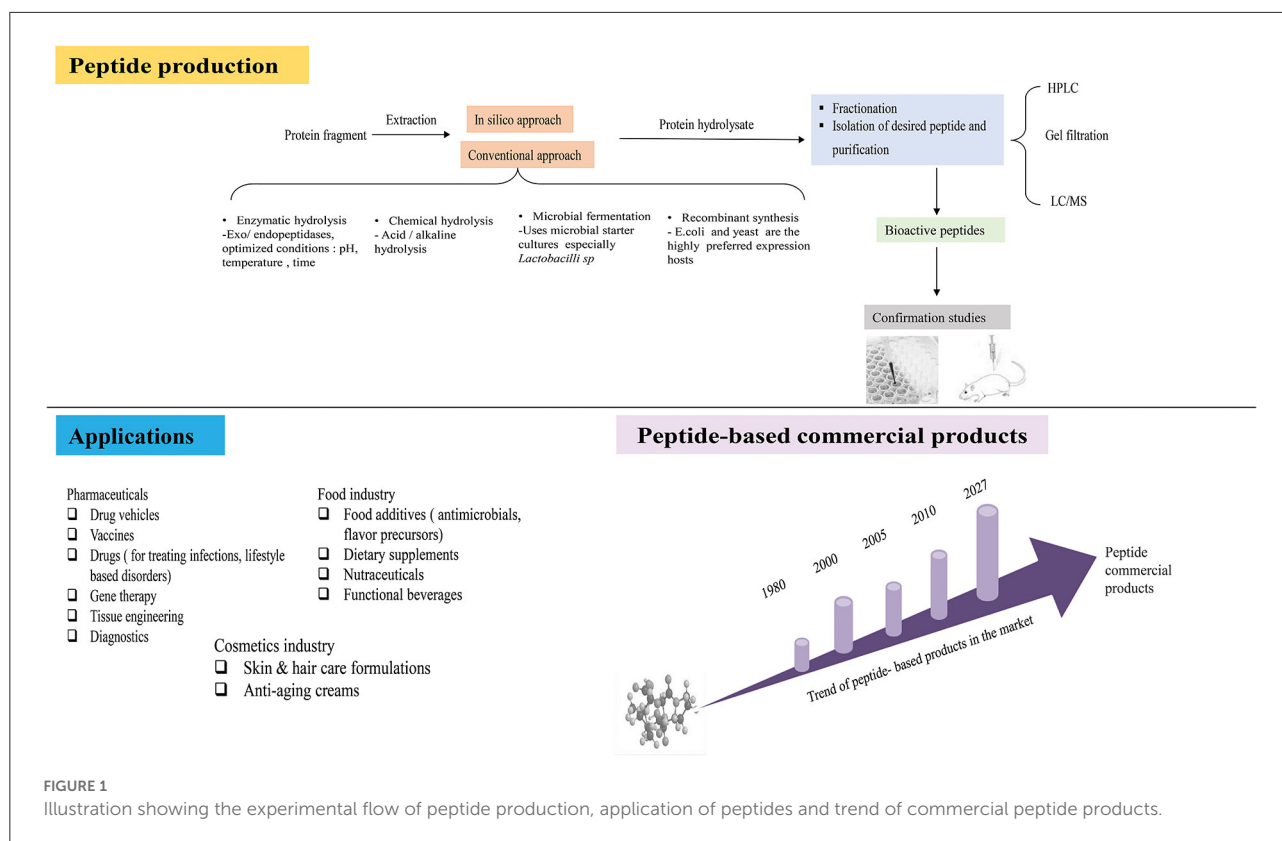 Peptide production
Protein fragment
Extraction
In silico approach
Conventional approach
Protein hydrolysate
▪ Fractionation
▪ Isolation of desired peptide and
purification
HPLC
Gel filtration
LC/MS
• Enzymatic hydrolysis
-Exo/ endopeptidases,
optimized conditions : pH,
temperature , time
• Chemical hydrolysis
- Acid / alkaline
hydrolysis
• Microbial fermentation
-Uses microbial starter
cultures especially
Lactobacilli sp
• Recombinant synthesis
- E.coli and yeast are the
highly preferred expression
hosts
Bioactive peptides
Confirmation studies
Applications
Pharmaceuticals
❑ Drug vehicles
❑ Vaccines
❑ Drugs ( for treating infections, lifestyle
based disorders)
❑ Gene therapy
❑ Tissue engineering
❑ Diagnostics
Food industry
❑ Food additives ( antimicrobials,
flavor precursors)
❑ Dietary supplements
❑ Nutraceuticals
❑ Functional beverages
Cosmetics industry
❑ Skin & hair care formulations
❑ Anti-aging creams
Peptide-based commercial products
1980
2000
2005
2010
2027
Peptide
commercial
products
Trend of peptide- based products in the market
FIGURE 1
Illustration showing the experimental flow of peptide production, application of peptides and trend of commercial peptide products.